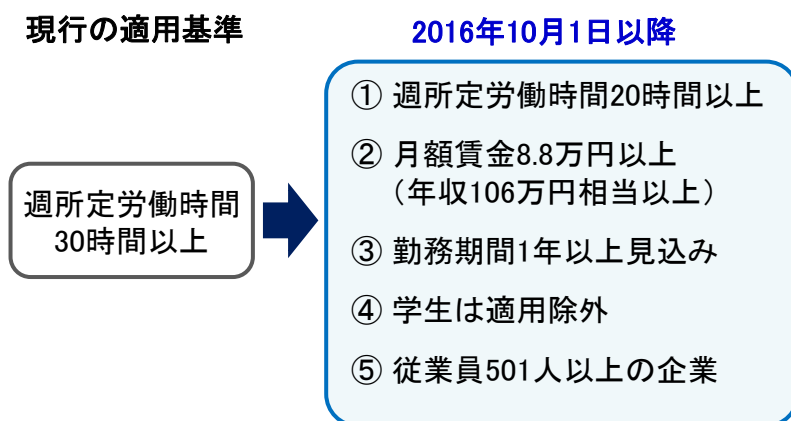 現行の適用基準
2016年10月1日以降
週所定労働時間
30時間以上
① 週所定労働時間20時間以上
② 月額賃金8.8万円以上
（年収106万円相当以上）
③ 勤務期間1年以上見込み
④ 学生は適用除外
⑤ 従業員501人以上の企業